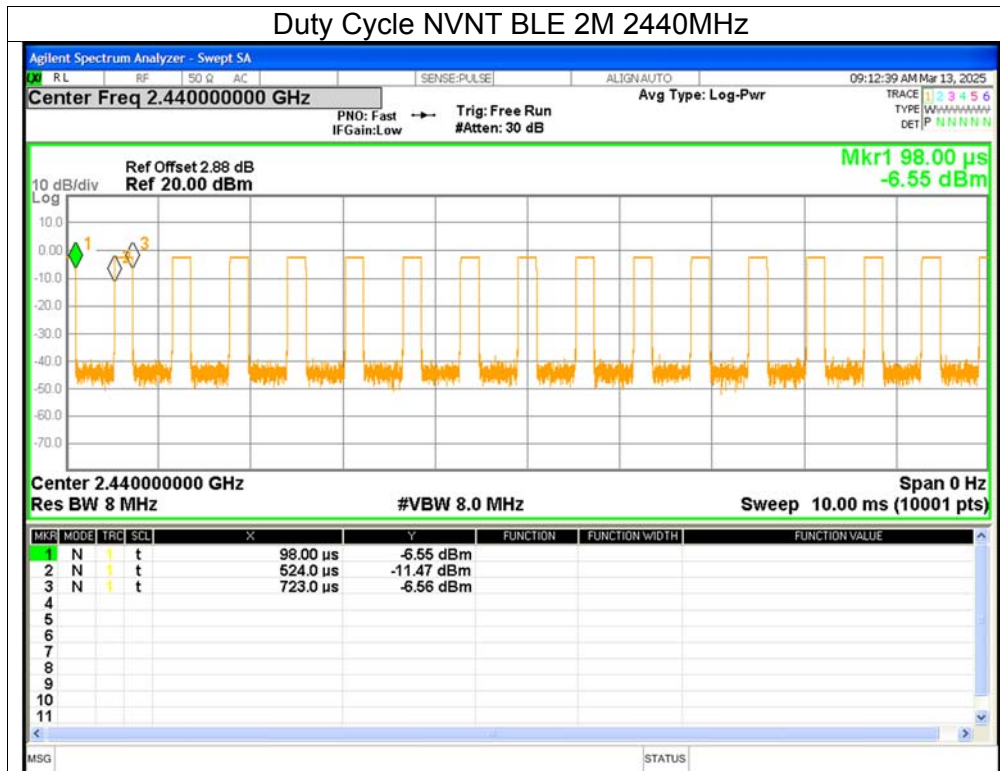 Duty Cycle NVNT BLE 2M 2440MHz
Agilent Spectrum Analyzer - Swept SA
LXI RL RF 50 Ω AC SENSE:PULSE ALIGNAUTO 09:12:39 AM Mar 13, 2025
Center Freq 2.440000000 GHz Avg Type: Log-Pwr TRACE 1 2 3 4 5 6
PNO: Fast Trig: Free Run TYPE W
IFGain:Low #Atten: 30 dB DET P N N N N N
Mkr1 98.00 µs
Ref Offset 2.88 dB
10 dB/div Ref 20.00 dBm -6.55 dBm
Log
10.0
0.00
-10.0
-20.0
-30.0
-40.0
-50.0
-60.0
-70.0
1 3
Center 2.440000000 GHz Span 0 Hz
Res BW 8 MHz #VBW 8.0 MHz Sweep 10.00 ms (10001 pts)
MKR MODE TRC SCL X Y FUNCTION FUNCTION WIDTH FUNCTION VALUE
1 N 1 t 98.00 µs -6.55 dBm
2 N 1 t 524.0 µs -11.47 dBm
3 N 1 t 723.0 µs -6.56 dBm
4
5
6
7
8
9
10
11
MSG STATUS